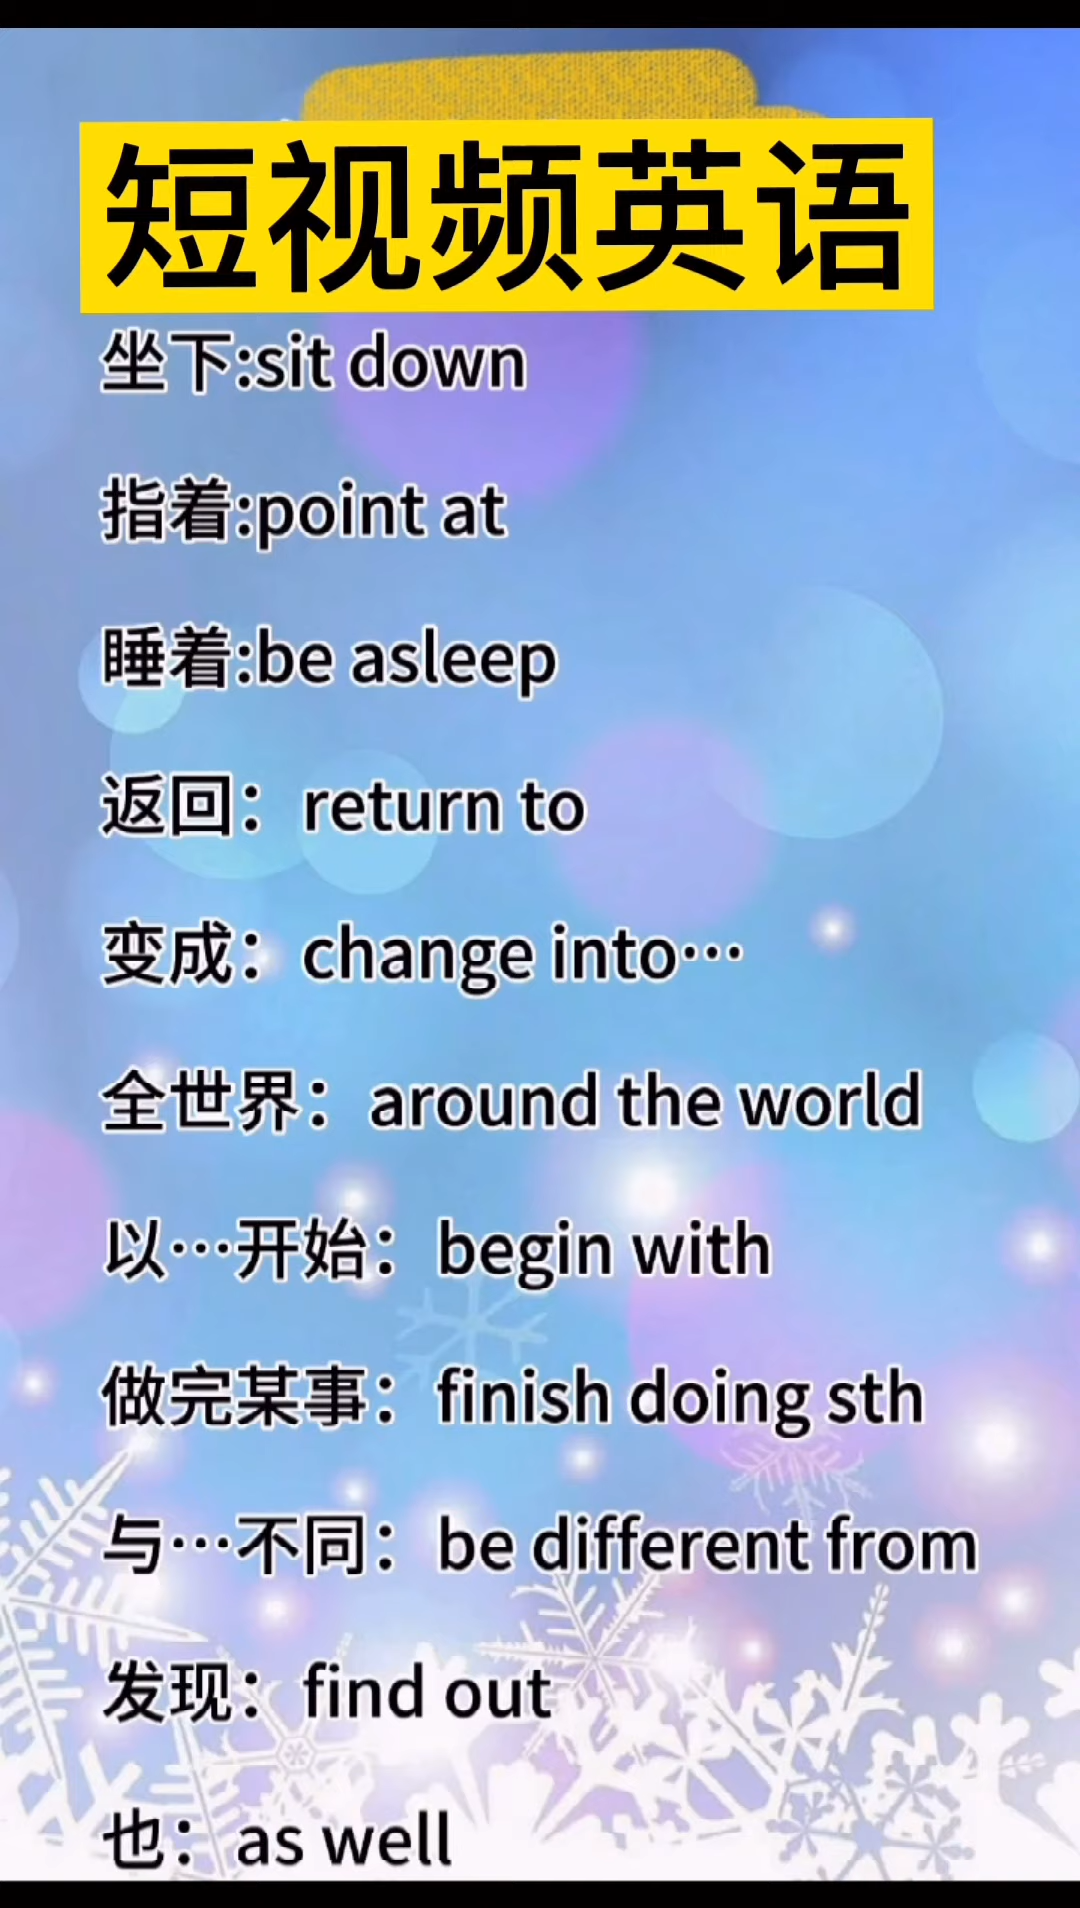 短视频英语
坐下:sit down
指着:point at
睡着:be asleep
返回：return to
变成：change into…
全世界：around the world
以…开始：begin with
做完某事：finish doing sth
与…不同：be different from
发现：find out
也：as well